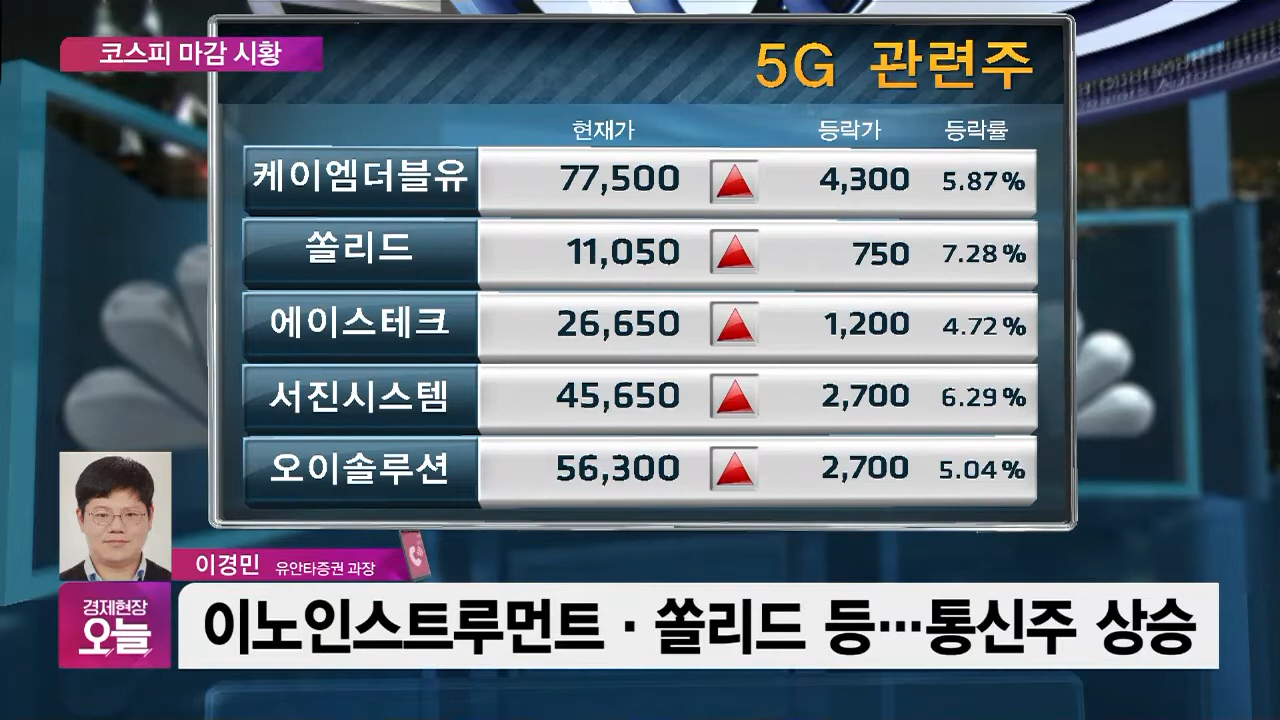 코스피 마감 시황
5G 관련주
현재가 등락가 등락률
케이엠더블유 77,500 ▲ 4,300 5.87%
쏠리드 11,050 ▲ 750 7.28%
에이스테크 26,650 ▲ 1,200 4.72%
서진시스템 45,650 ▲ 2,700 6.29%
오이솔루션 56,300 ▲ 2,700 5.04%
이경민 유안타증권 과장
경제현장
오늘
이노인스트루먼트·쏠리드 등…통신주 상승